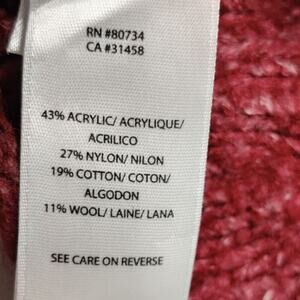 RN #80734
CA #31458
43% ACRYLIC/ ACRYLIQUE/
ACRILICO
27% NYLON/ NILON
19% COTTON/ COTON/
ALGODON
11% WOOL/ LAINE/ LANA
SEE CARE ON REVERSE